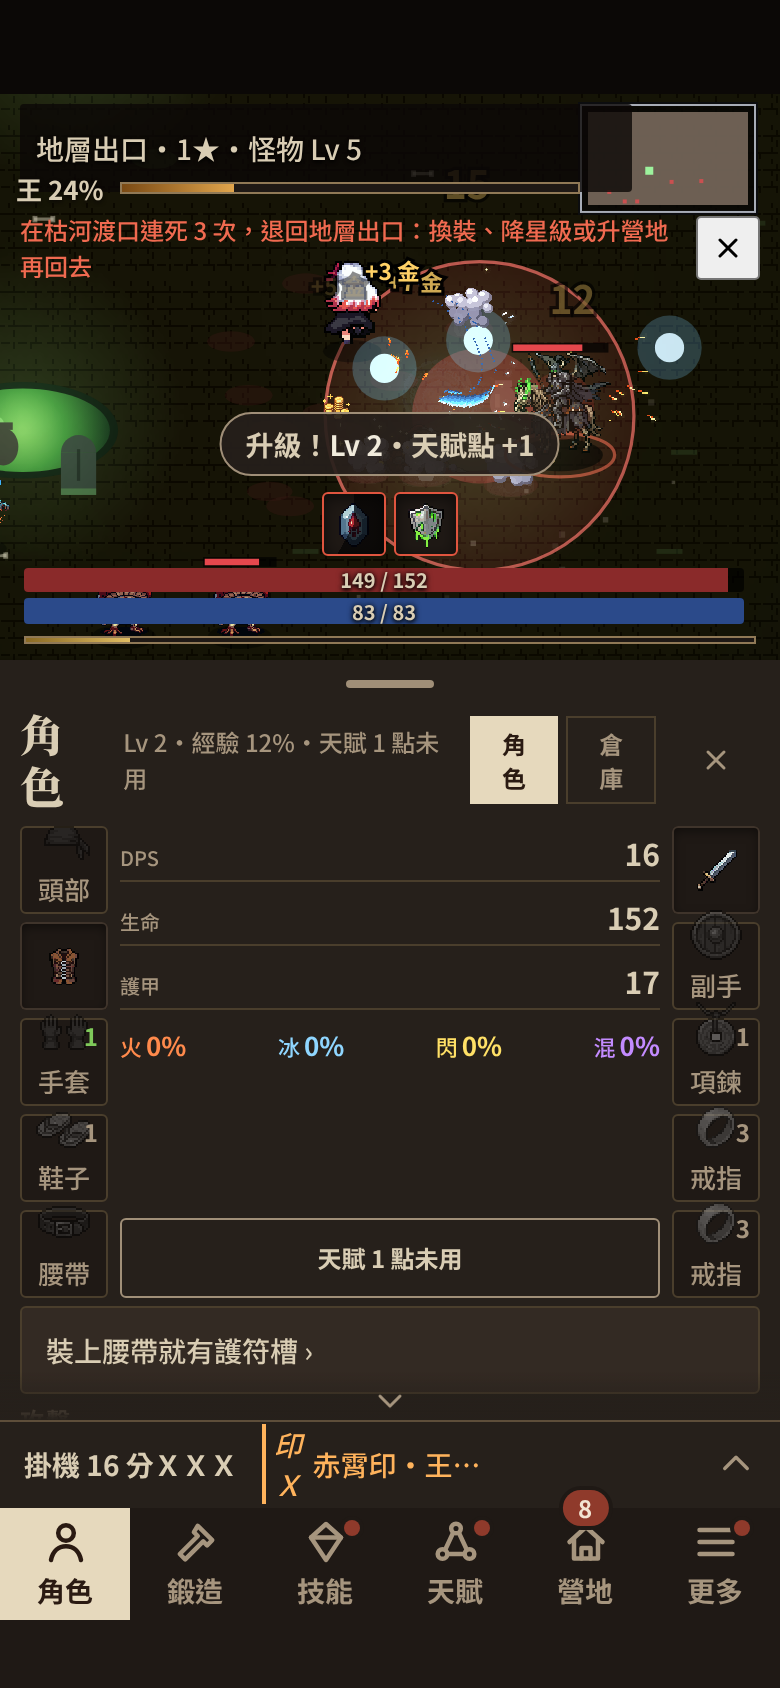 地層出口・1★・怪物 Lv 5
王 24%
15
在枯河渡口連死 3 次，退回地層出口：換裝、降星級或升營地
再回去
+3 金
金
12
升級！Lv 2・天賦點 +1
149 / 152
83 / 83
角色
Lv 2・經驗 12%・天賦 1 點未
用
角色
倉庫
頭部
DPS 16
生命 152
副手
護甲 17
1
手套
火 0% 冰 0% 閃 0% 混 0%
1
項鍊
1
鞋子
3
戒指
腰帶
天賦 1 點未用
3
戒指
裝上腰帶就有護符槽 ›
掛機 16 分 X X X
印 X
赤霄印・王…
8
角色 鍛造 技能 天賦 營地 更多